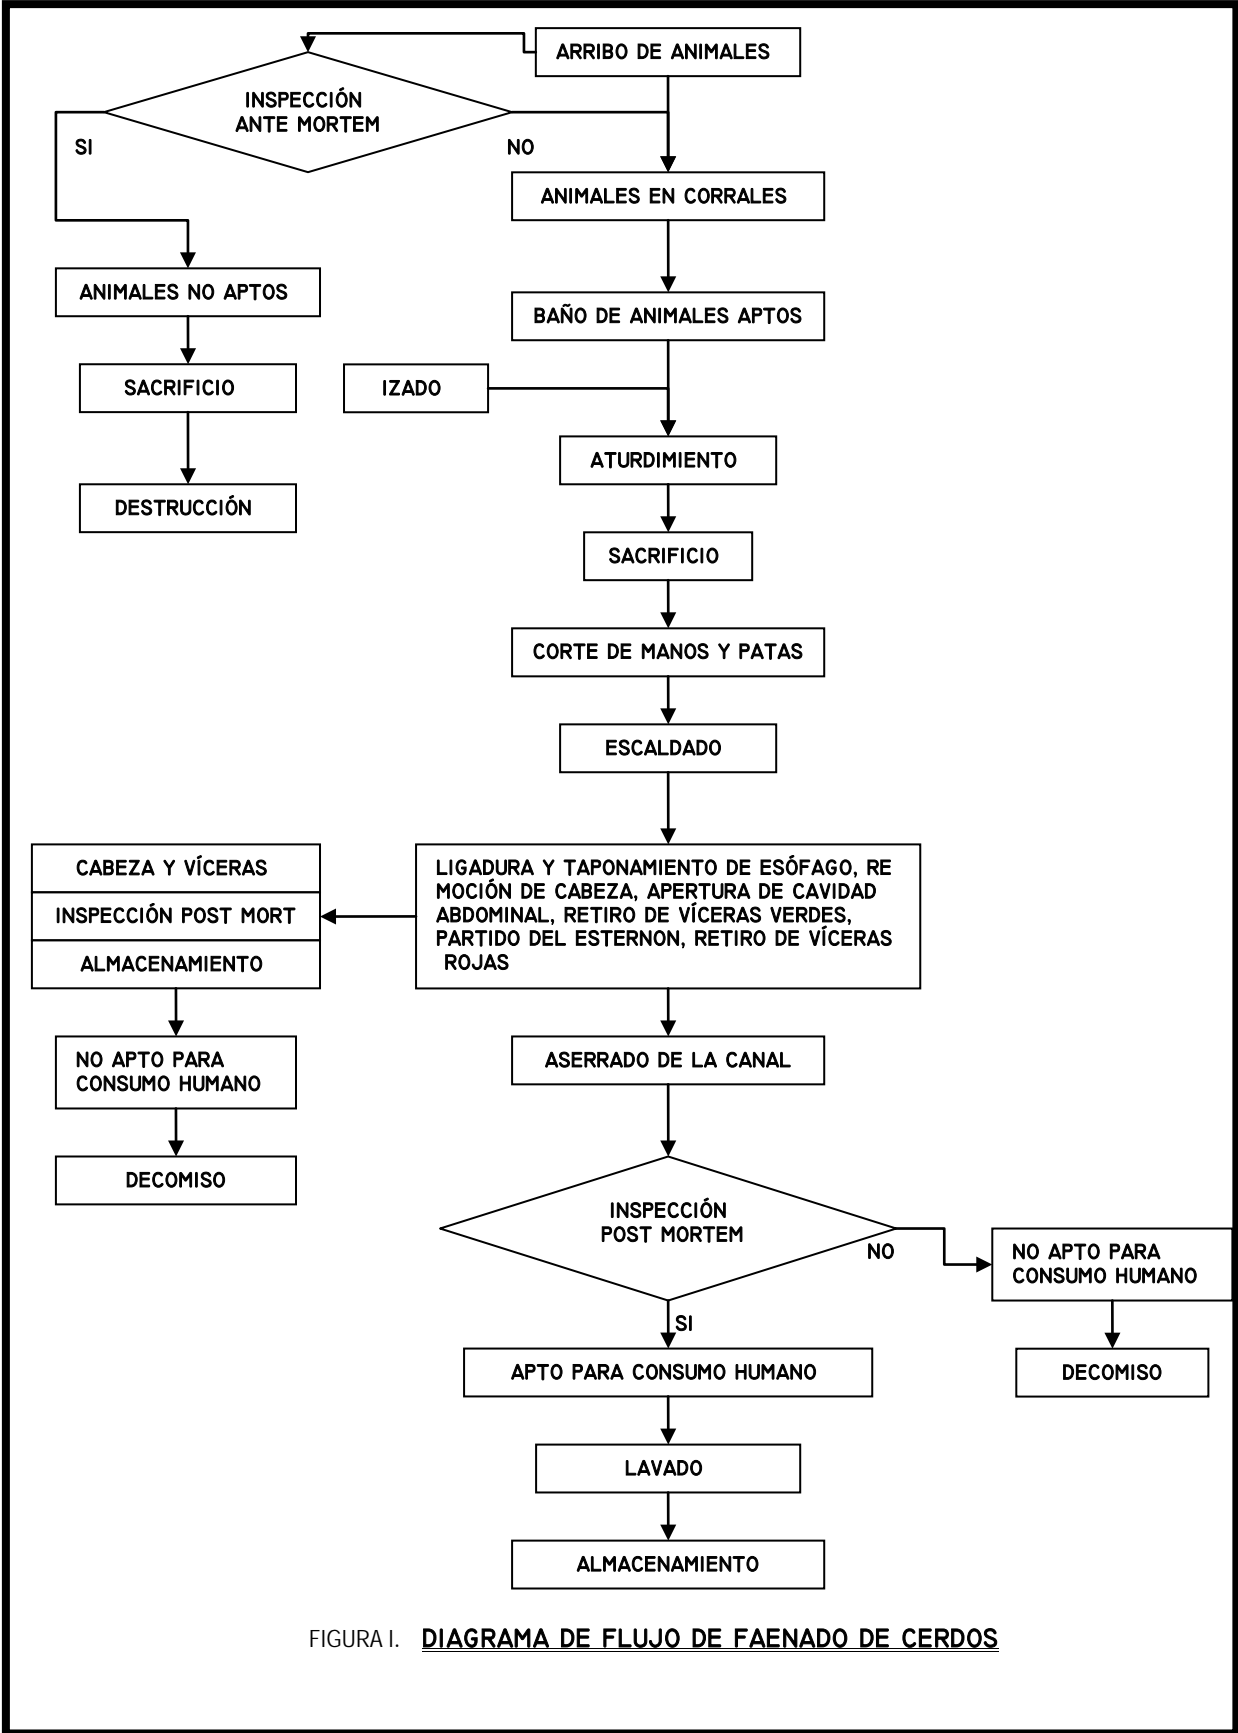 ARRIBO DE ANIMALES
INSPECCIÓN
ANTE MORTEM
SI
NO
ANIMALES EN CORRALES
ANIMALES NO APTOS
BAÑO DE ANIMALES APTOS
SACRIFICIO
IZADO
ATURDIMIENTO
DESTRUCCIÓN
SACRIFICIO
CORTE DE MANOS Y PATAS
ESCALDADO
CABEZA Y VÍCERAS
INSPECCIÓN POST MORT
ALMACENAMIENTO
LIGADURA Y TAPONAMIENTO DE ESÓFAGO, RE
MOCIÓN DE CABEZA, APERTURA DE CAVIDAD
ABDOMINAL, RETIRO DE VÍCERAS VERDES,
PARTIDO DEL ESTERNON, RETIRO DE VÍCERAS
ROJAS
NO APTO PARA
CONSUMO HUMANO
ASERRADO DE LA CANAL
DECOMISO
INSPECCIÓN
POST MORTEM
NO
NO APTO PARA
CONSUMO HUMANO
SI
APTO PARA CONSUMO HUMANO
DECOMISO
LAVADO
ALMACENAMIENTO
FIGURA I. DIAGRAMA DE FLUJO DE FAENADO DE CERDOS